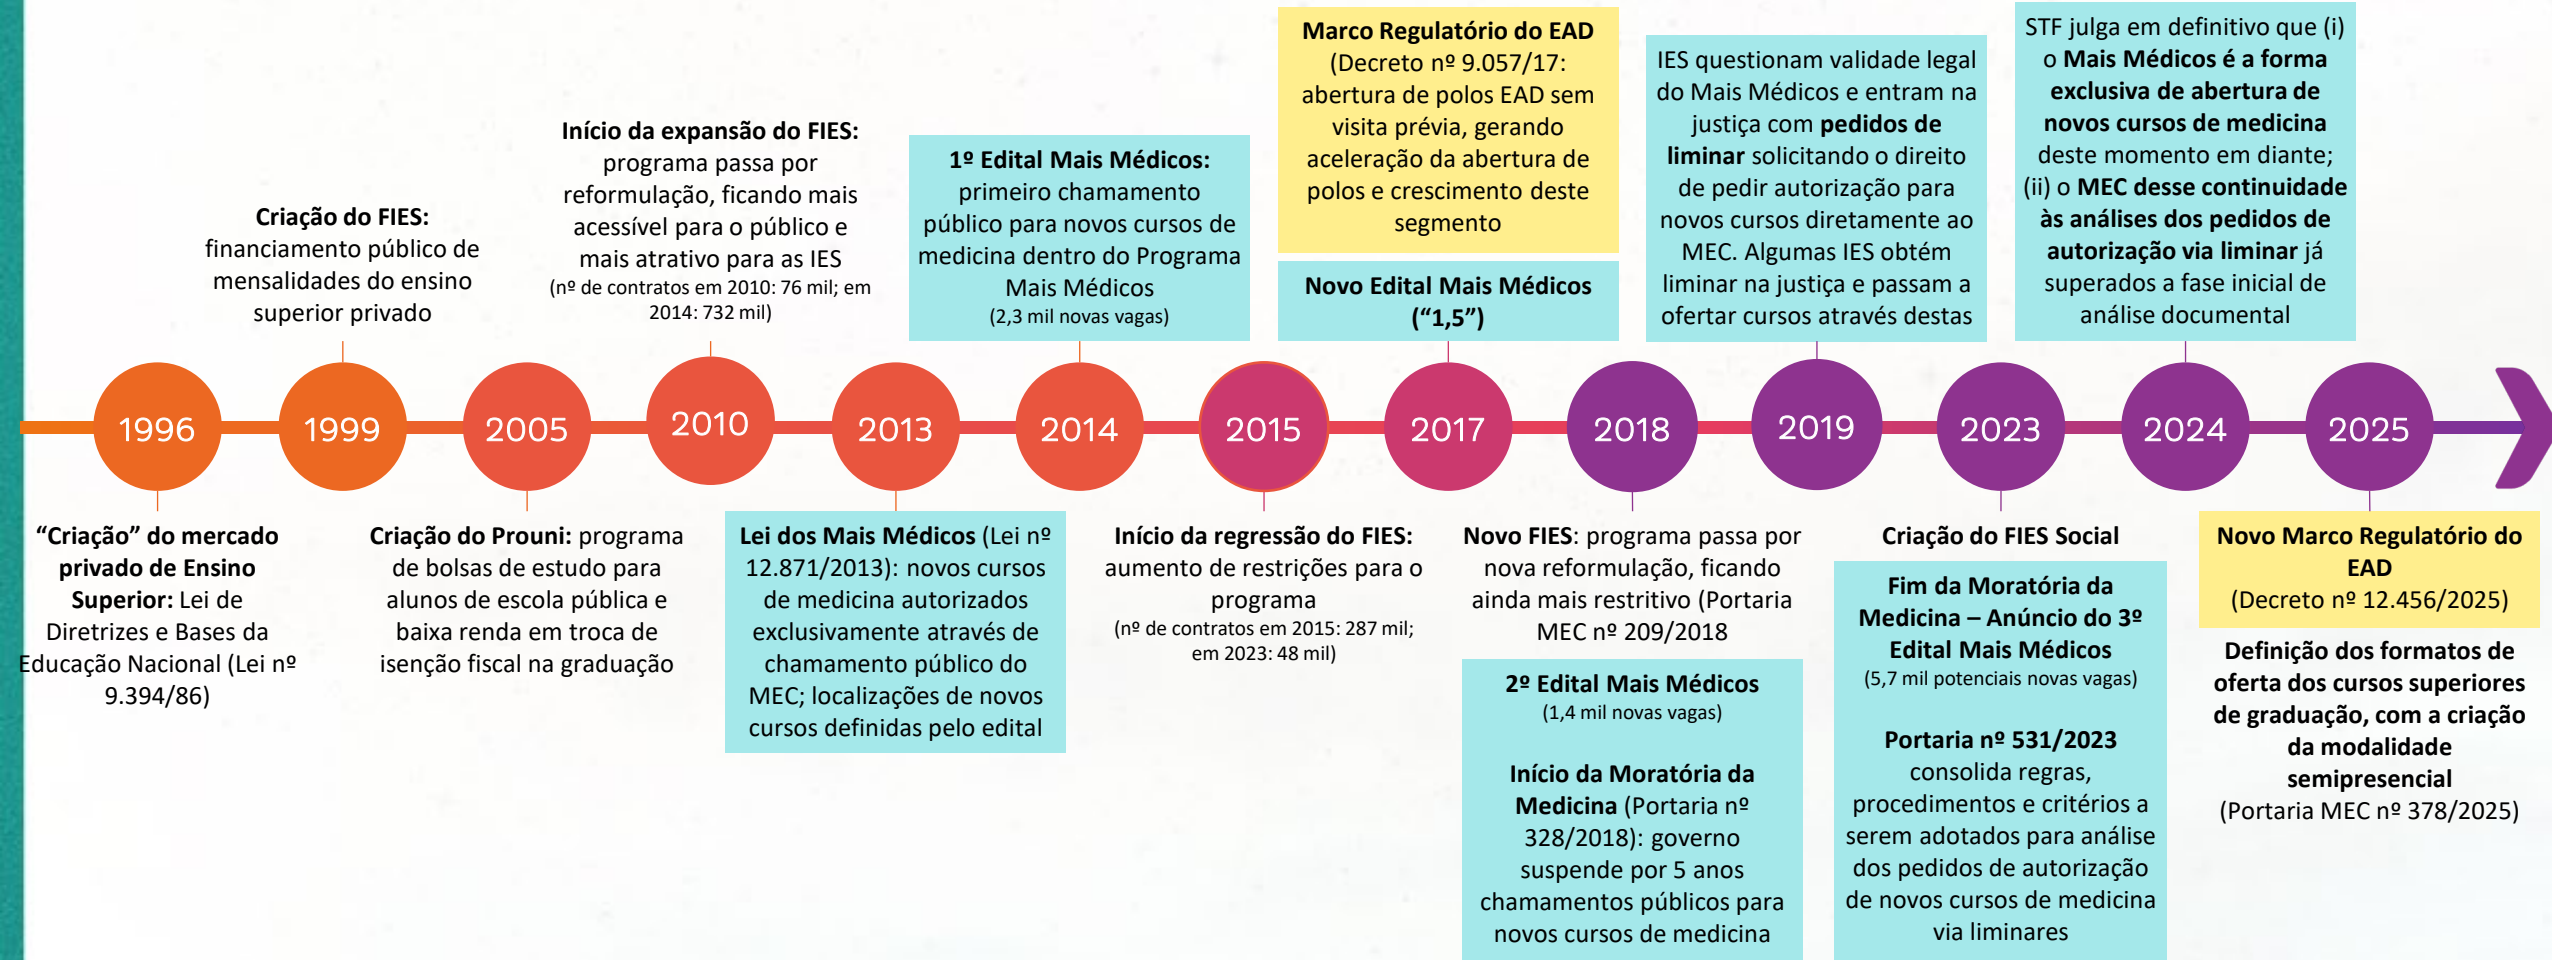 Criação do FIES:
financiamento público de
mensalidades do ensino
superior privado
Início da expansão do FIES:
programa passa por
reformulação, ficando mais
acessível para o público e
mais atrativo para as IES
(nº de contratos em 2010: 76 mil; em
2014: 732 mil)
1º Edital Mais Médicos:
primeiro chamamento
público para novos cursos de
medicina dentro do Programa
Mais Médicos
(2,3 mil novas vagas)
Marco Regulatório do EAD
(Decreto nº 9.057/17:
abertura de polos EAD sem
visita prévia, gerando
aceleração da abertura de
polos e crescimento deste
segmento
Novo Edital Mais Médicos
(“1,5”)
IES questionam validade legal
do Mais Médicos e entram na
justiça com pedidos de
liminar solicitando o direito
de pedir autorização para
novos cursos diretamente ao
MEC. Algumas IES obtém
liminar na justiça e passam a
ofertar cursos através destas
STF julga em definitivo que (i)
o Mais Médicos é a forma
exclusiva de abertura de
novos cursos de medicina
deste momento em diante;
(ii) o MEC desse continuidade
às análises dos pedidos de
autorização via liminar já
superados a fase inicial de
análise documental
1996
1999
2005
2010
2013
2014
2015
2017
2018
2019
2023
2024
2025
“Criação” do mercado
privado de Ensino
Superior: Lei de
Diretrizes e Bases da
Educação Nacional (Lei nº
9.394/86)
Criação do Prouni: programa
de bolsas de estudo para
alunos de escola pública e
baixa renda em troca de
isenção fiscal na graduação
Lei dos Mais Médicos (Lei nº
12.871/2013): novos cursos
de medicina autorizados
exclusivamente através de
chamamento público do
MEC; localizações de novos
cursos definidas pelo edital
Início da regressão do FIES:
aumento de restrições para o
programa
(nº de contratos em 2015: 287 mil;
em 2023: 48 mil)
Novo FIES: programa passa por
nova reformulação, ficando
ainda mais restritivo (Portaria
MEC nº 209/2018
2º Edital Mais Médicos
(1,4 mil novas vagas)
Início da Moratória da
Medicina (Portaria nº
328/2018): governo
suspende por 5 anos
chamamentos públicos para
novos cursos de medicina
Criação do FIES Social
Fim da Moratória da
Medicina – Anúncio do 3º
Edital Mais Médicos
(5,7 mil potenciais novas vagas)
Portaria nº 531/2023
consolida regras,
procedimentos e critérios a
serem adotados para análise
dos pedidos de autorização
de novos cursos de medicina
via liminares
Novo Marco Regulatório do
EAD
(Decreto nº 12.456/2025)
Definição dos formatos de
oferta dos cursos superiores
de graduação, com a criação
da modalidade
semipresencial
(Portaria MEC nº 378/2025)